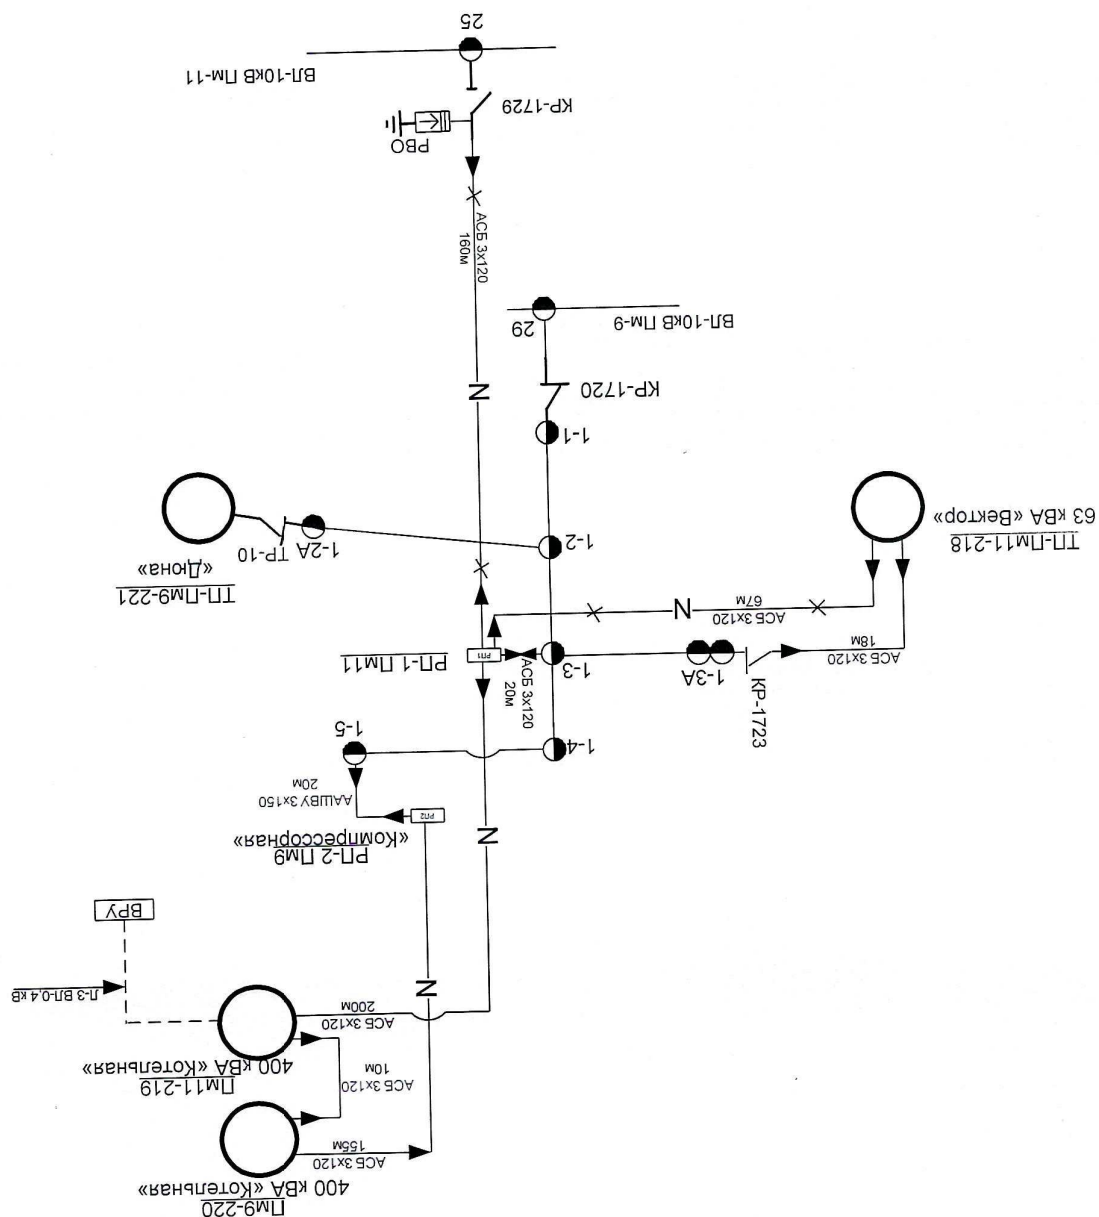 Пм9-220
400 кВА «Котельная»
АСБ 3х120
155м
АСБ 3х120
10м
Пм11-219
400 кВА «Котельная»
АСБ 3х120
200м
Л-3 ВЛ-0,4 кВ
N
ВРУ
РП-2 Пм9
«Компрессорная»
N
РП2
ААШВУ 3х150
20м
1-4
1-5
КР-1723
1-3А
АСБ 3х120
18м
1-3
АСБ 3х120
20м
РП1
РП-1 Пм11
АСБ 3х120
67м
N
ТП-Пм11-218
63 кВА «Вектор»
1-2
1-2А
ТР-10
ТП-Пм9-221
«Дюна»
1-1
КР-1720
N
29
ВЛ-10кВ Пм-9
АСБ 3х120
160м
РВО
КР-1729
ВЛ-10кВ Пм-11
25